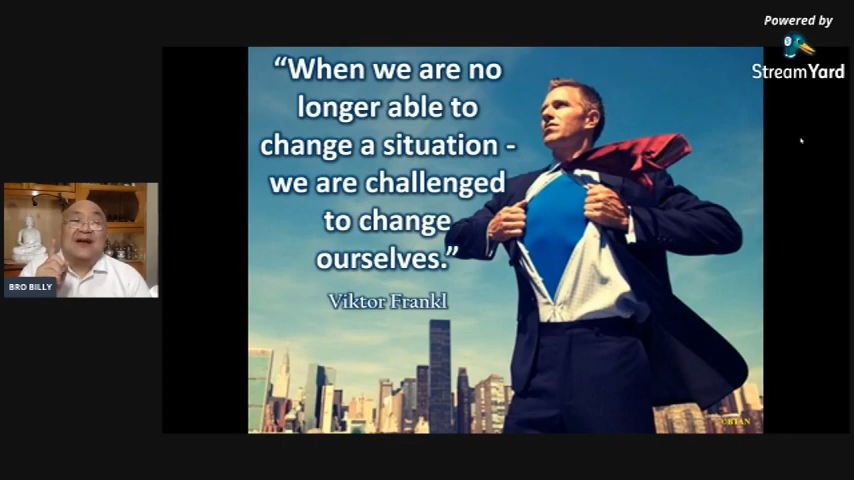 Powered by
StreamYard
“When we are no
longer able to
change a situation -
we are challenged
to change
ourselves.”
Viktor Frankl
BRO BILLY
©BTAN